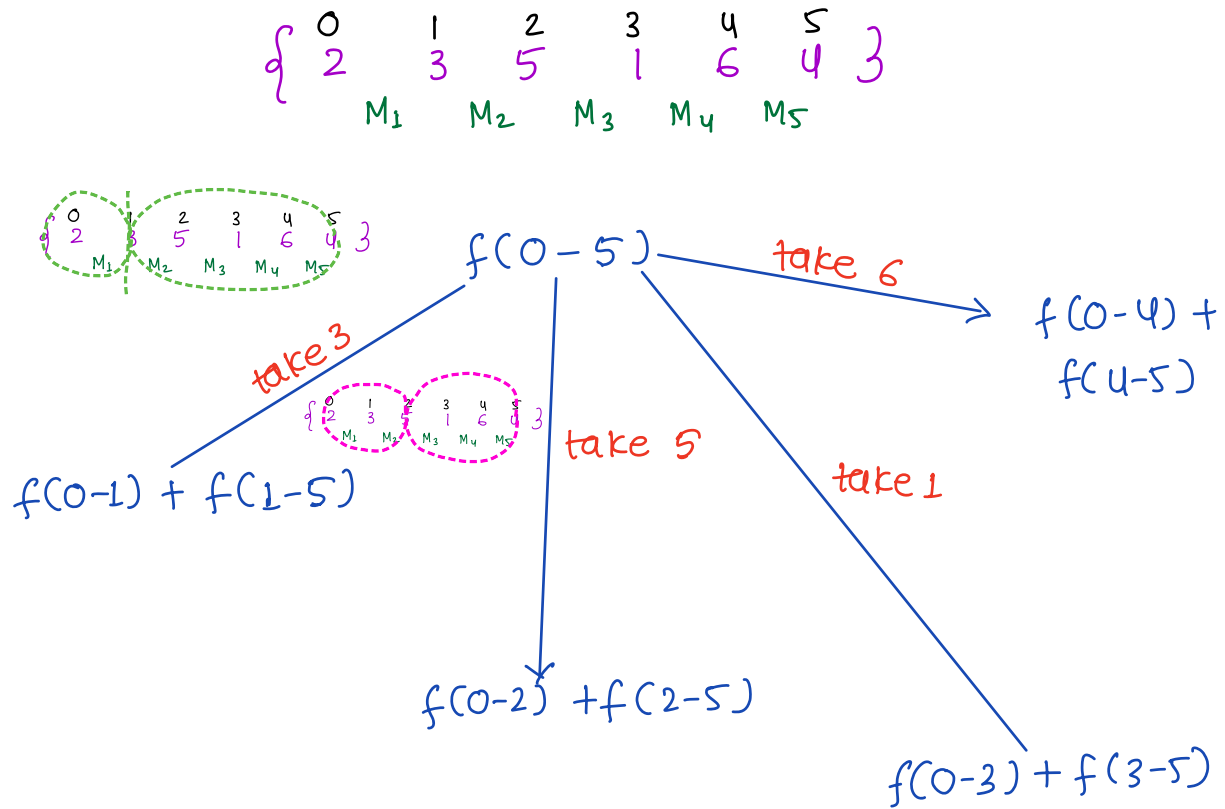 0 1 2 3 4 5
{ 2 3 5 1 6 4 }
M1 M2 M3 M4 M5
0 1 2 3 4 5
{ 2 3 5 1 6 4 }
M1 M2 M3 M4 M5
f(0-5)
take 6
f(0-4) +
f(4-5)
take 3
0 1 2 3 4 5
{ 2 3 5 1 6 4 }
M1 M2 M3 M4 M5
take 5
take 1
f(0-1) + f(1-5)
f(0-2) + f(2-5)
f(0-3) + f(3-5)